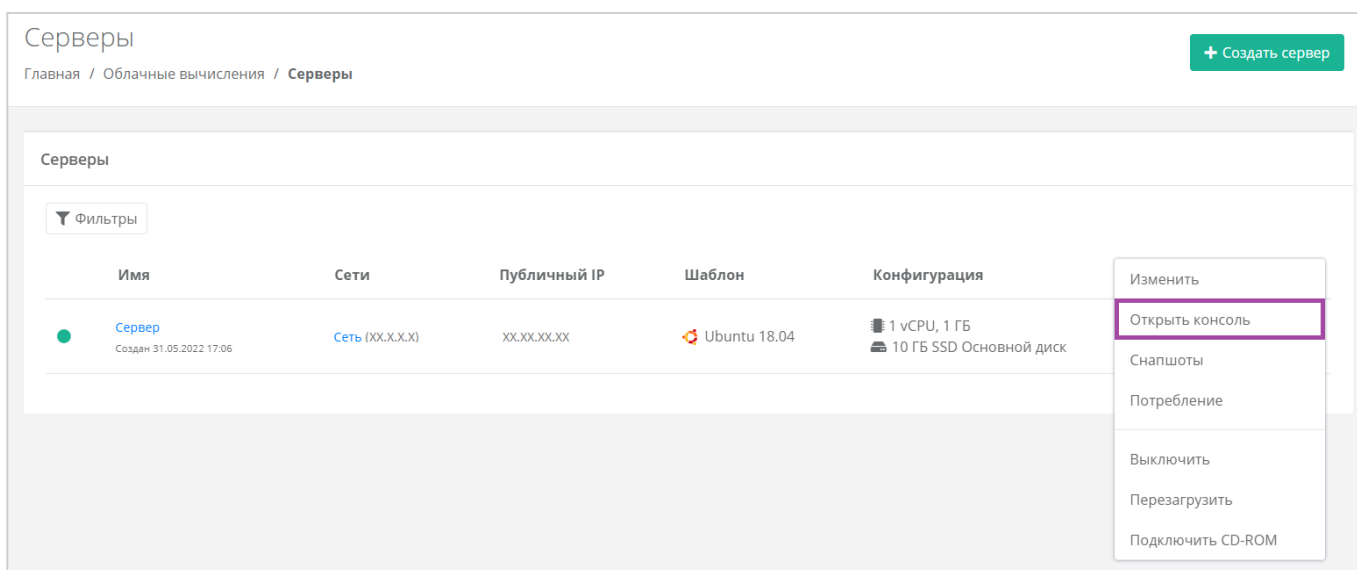 Серверы
+ Создать сервер
Главная / Облачные вычисления / Серверы
Серверы
Фильтры
Имя Сети Публичный IP Шаблон Конфигурация
Сервер
Создан 31.05.2022 17:06
Сеть (XX.X.X.X)
XX.XX.XX.XX
Ubuntu 18.04
1 vCPU, 1 ГБ
10 ГБ SSD Основной диск
Изменить
Открыть консоль
Снапшоты
Потребление
Выключить
Перезагрузить
Подключить CD-ROM